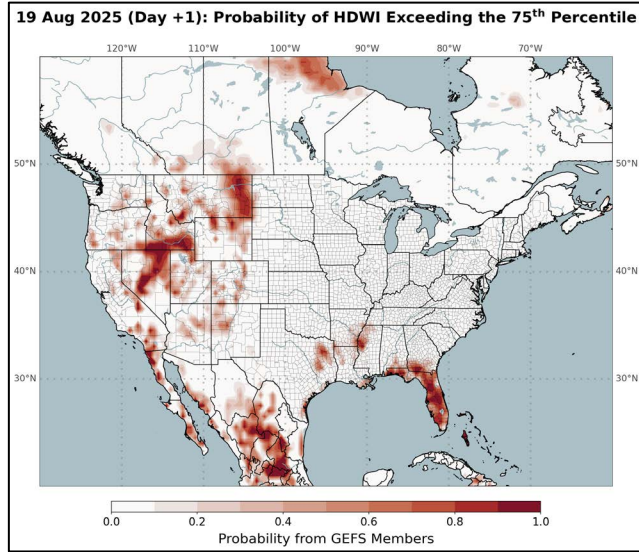 19 Aug 2025 (Day +1): Probability of HDWI Exceeding the 75th Percentile
120°W 110°W 100°W 90°W 80°W 70°W
50°N 50°N
40°N 40°N
30°N 30°N
0.0 0.2 0.4 0.6 0.8 1.0
Probability from GEFS Members